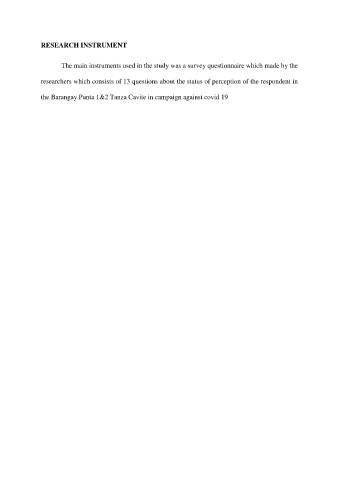 RESEARCH INSTRUMENT
The main instruments used in the study was a survey questionnaire which made by the
researchers which consists of 13 questions about the status of perception of the respondent in
the Barangay Punta 1&2 Tanza Cavite in campaign against covid 19